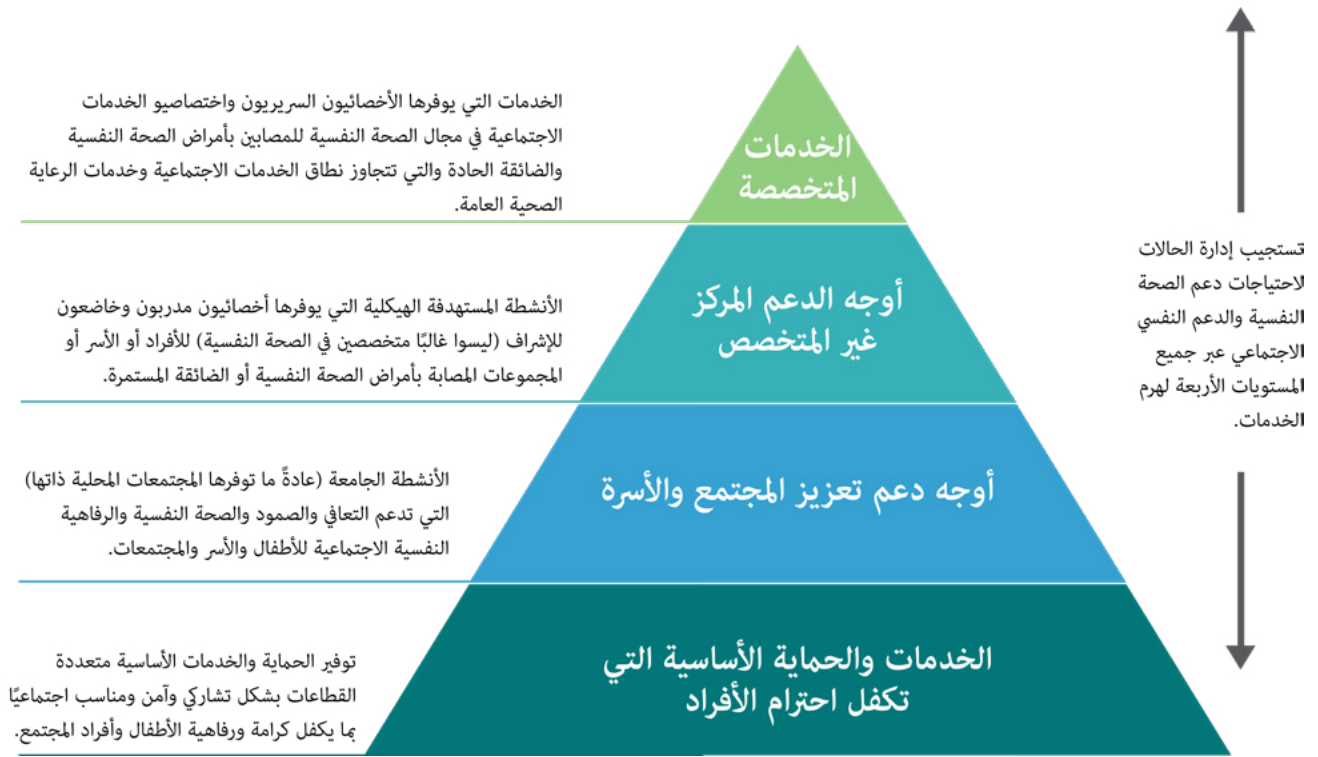 الخدمات
المتخصصة
الخدمات التي يوفرها الأخصائيون السريريون واختصاصيو الخدمات
الاجتماعية في مجال الصحة النفسية للمصابين بأمراض الصحة النفسية
والضائقة الحادة والتي تتجاوز نطاق الخدمات الاجتماعية وخدمات الرعاية
الصحية العامة.
أوجه الدعم المركز
غير المتخصص
الأنشطة المستهدفة الهيكلية التي يوفرها أخصائيون مدربون وخاضعون
للإشراف (ليسوا غالبًا متخصصين في الصحة النفسية) للأفراد أو الأسر أو
المجموعات المصابة بأمراض الصحة النفسية أو الضائقة المستمرة.
أوجه دعم تعزيز المجتمع والأسرة
الأنشطة الجامعة (عادةً ما توفرها المجتمعات المحلية ذاتها)
التي تدعم التعافي والصمود والصحة النفسية والرفاهية
النفسية الاجتماعية للأطفال والأسر والمجتمعات.
الخدمات والحماية الأساسية التي
تكفل احترام الأفراد
توفير الحماية والخدمات الأساسية متعددة
القطاعات بشكل تشاركي وآمن ومناسب اجتماعيًا
بما يكفل كرامة ورفاهية الأطفال وأفراد المجتمع.
تستجيب إدارة الحالات
لاحتياجات دعم الصحة
النفسية والدعم النفسي
الاجتماعي عبر جميع
المستويات الأربعة لهرم
الخدمات.